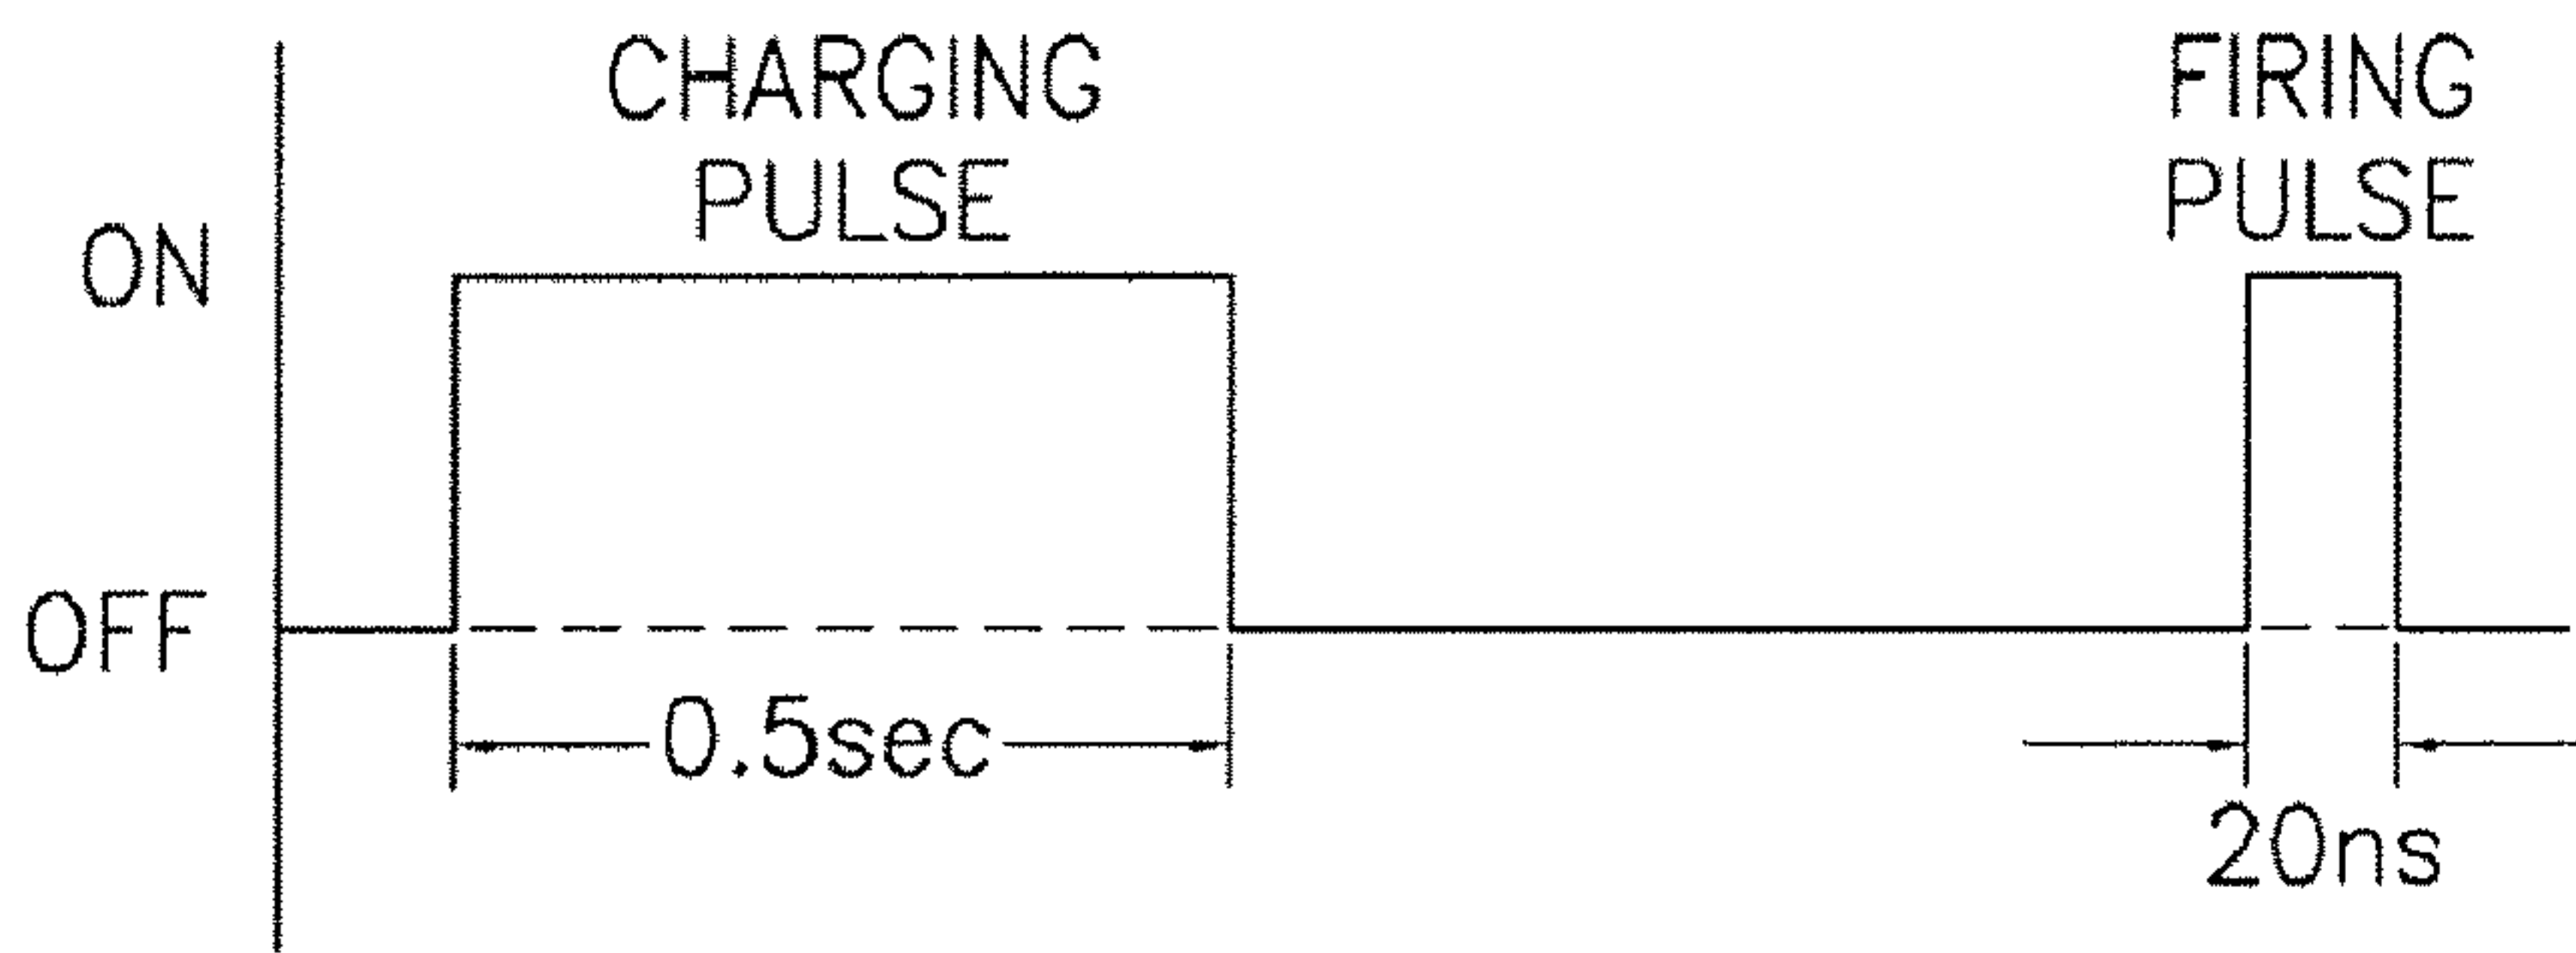 CHARGING
PULSE
FIRING
PULSE
ON
OFF
0.5sec
20ns